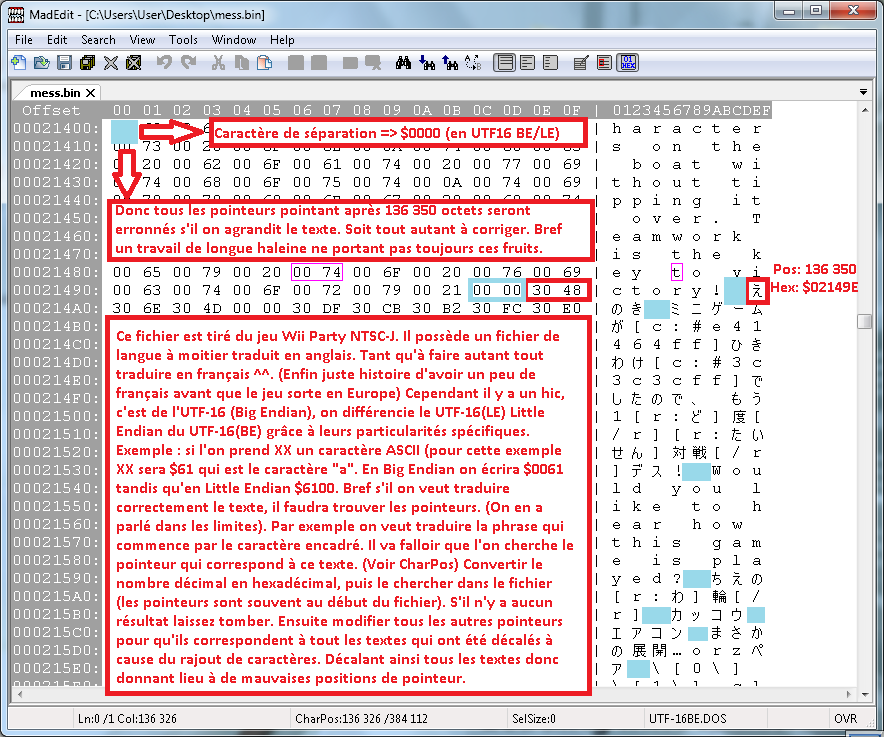 MadEdit - [C:\Users\User\Desktop\mess.bin]
File Edit Search View Tools Window Help
mess.bin
Offset 00 01 02 03 04 05 06 07 08 09 0A 0B 0C 0D 0E 0F | 0123456789ABCDEF
00021400: | h a r a c t e r
Caractère de séparation => $0000 (en UTF16 BE/LE)
00021410: 00 73 00 | s o n t h e
00021420: 00 20 00 62 00 6F 00 61 00 74 00 20 00 77 00 69 | b o a t w i
00021430: 74 00 68 00 6F 00 75 00 74 00 0A 00 74 00 69 | t h o u t t i
00021440: | p p i n g i t
00021450: | o v e r . T
00021460: | e a m w o r k
00021470: | i s t h e k
Donc tous les pointeurs pointant après 136 350 octets seront
erronnés s'il on agrandit le texte. Soit tout autant à corriger. Bref
un travail de longue haleine ne portant pas toujours ces fruits.
00021480: 00 65 00 79 00 20 00 74 00 6F 00 20 00 76 00 69 | e y t o v i
00021490: 00 63 00 74 00 6F 00 72 00 79 00 21 00 00 30 48 | c t o r y ! え
Pos: 136 350
Hex: $02149E
000214A0: 30 6E 30 4D 00 00 30 DF 30 CB 30 B2 30 FC 30 E0 | のき ミニゲーム
000214B0: | が[c:#e41
000214C0: | 464ff]ひき
000214D0: | わけ[c:#3c
000214E0: | 3c3cff]で
000214F0: | したので、もう
00021500: | 1[r:ど]度[
00021510: | /r][r:たい
00021520: | せん]対戦[/r
00021530: | ]デス! Wou
00021540: | l d y o u l
00021550: | i k e t o h
00021560: | e a r h o w
00021570: | t h i s g a m
00021580: | e i s p l a
00021590: | y e d ? ちえの
000215A0: | [r:わ]輪[/
000215B0: | r] カッコウ
000215C0: | エアコン まさか
000215D0: | の展開…orzペ
000215E0: | ア \[0\]
Ce fichier est tiré du jeu Wii Party NTSC-J. Il possède un fichier de
langue à moitier traduit en anglais. Tant qu'à faire autant tout
traduire en français ^^. (Enfin juste histoire d'avoir un peu de
français avant que le jeu sorte en Europe) Cependant il y a un hic,
c'est de l'UTF-16 (Big Endian), on différencie le UTF-16(LE) Little
Endian du UTF-16(BE) grâce à leurs particularités spécifiques.
Exemple : si l'on prend XX un caractère ASCII (pour cette exemple
XX sera $61 qui est le caractère "a". En Big Endian on écrira $0061
tandis qu'en Little Endian $6100. Bref s'il on veut traduire
correctement le texte, il faudra trouver les pointeurs. (On en a
parlé dans les limites). Par exemple on veut traduire la phrase qui
commence par le caractère encadré. Il va falloir que l'on cherche le
pointeur qui correspond à ce texte. (Voir CharPos) Convertir le
nombre décimal en hexadécimal, puis le chercher dans le fichier
(les pointeurs sont souvent au début du fichier). S'il n'y a aucun
résultat laissez tomber. Ensuite modifier tous les autres pointeurs
pour qu'ils correspondent à tout les textes qui ont été décalés à
cause du rajout de caractères. Décalant ainsi tous les textes donc
donnant lieu à de mauvaises positions de pointeur.
Ln:0 /1 Col:136 326 CharPos:136 326 /384 112 SelSize:0 UTF-16BE.DOS OVR